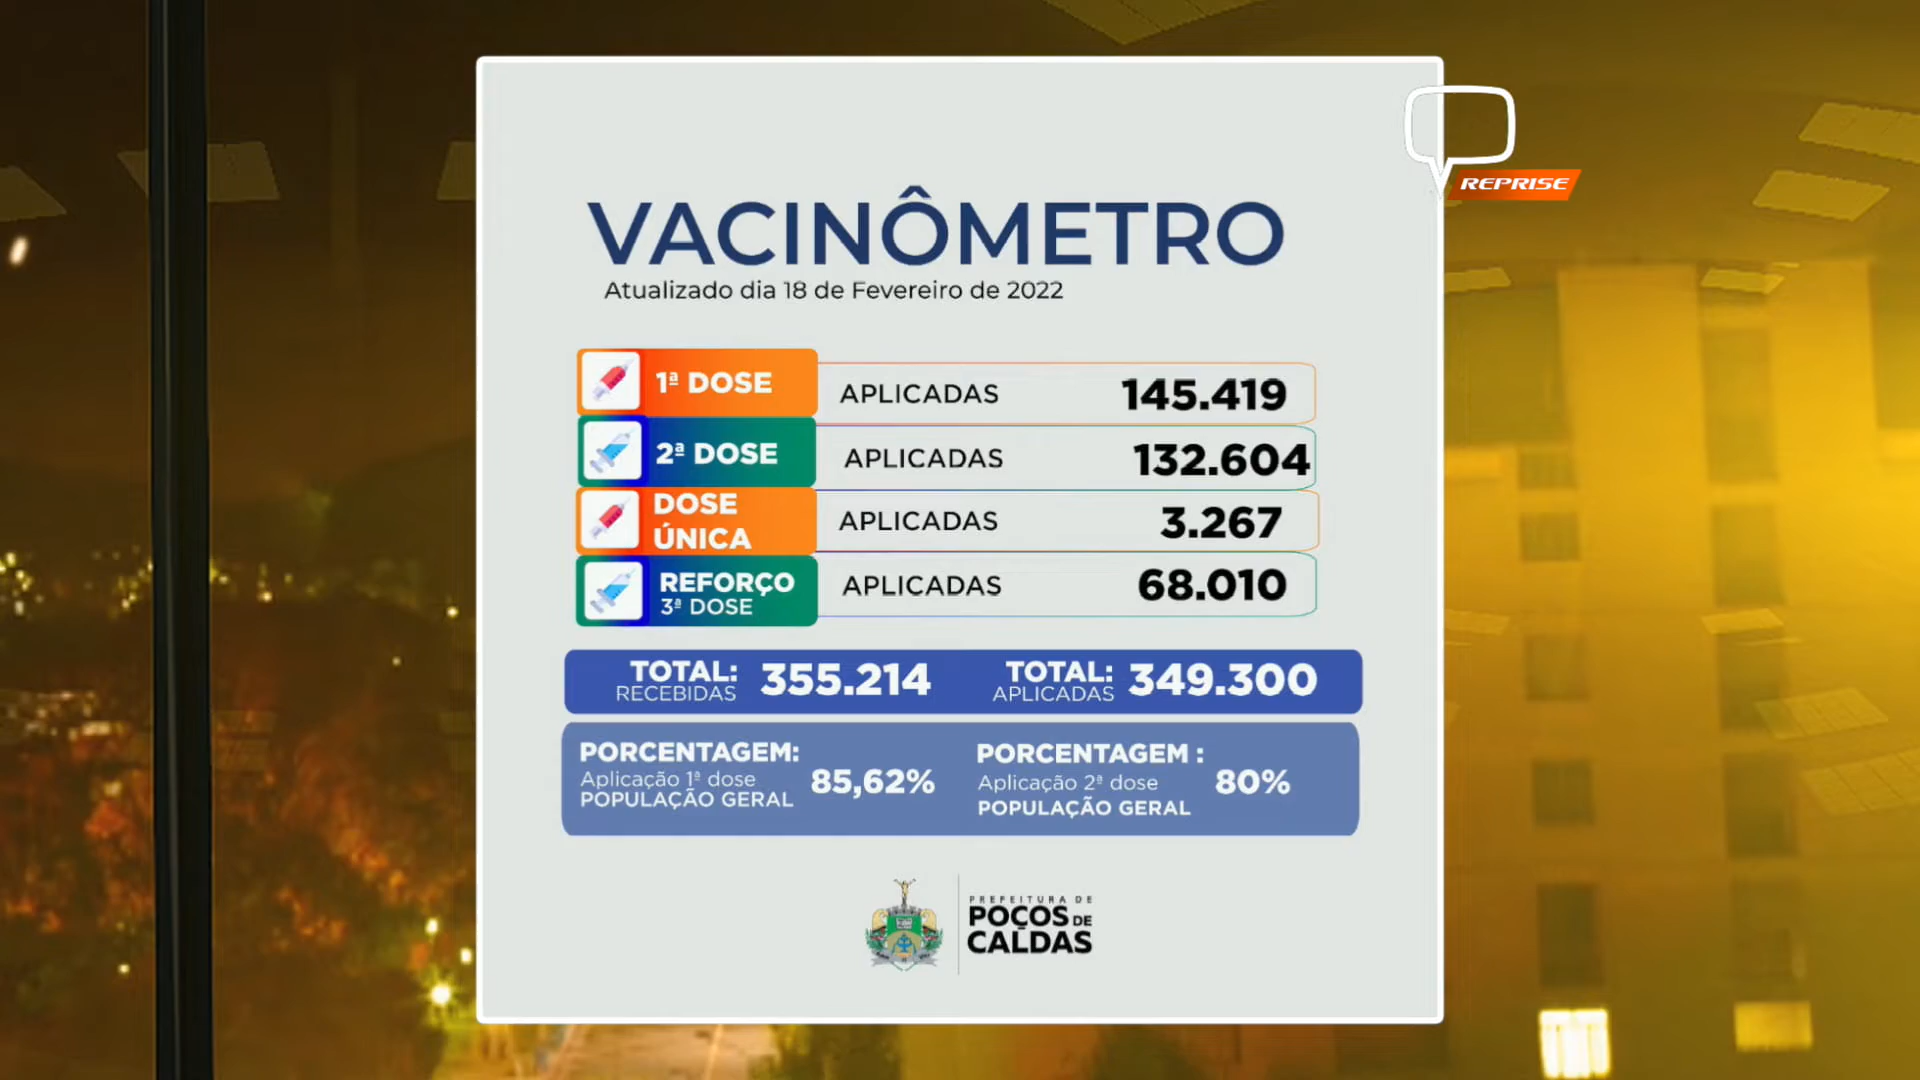 REPRISE
VACINÔMETRO
Atualizado dia 18 de Fevereiro de 2022
1ª DOSE APLICADAS 145.419
2ª DOSE APLICADAS 132.604
DOSE
ÚNICA
APLICADAS 3.267
REFORÇO
3ª DOSE
APLICADAS 68.010
TOTAL:
RECEBIDAS
355.214
TOTAL:
APLICADAS
349.300
PORCENTAGEM:
Aplicação 1ª dose
POPULAÇÃO GERAL
85,62%
PORCENTAGEM :
Aplicação 2ª dose
POPULAÇÃO GERAL
80%
PREFEITURA DE
POÇOS DE
CALDAS